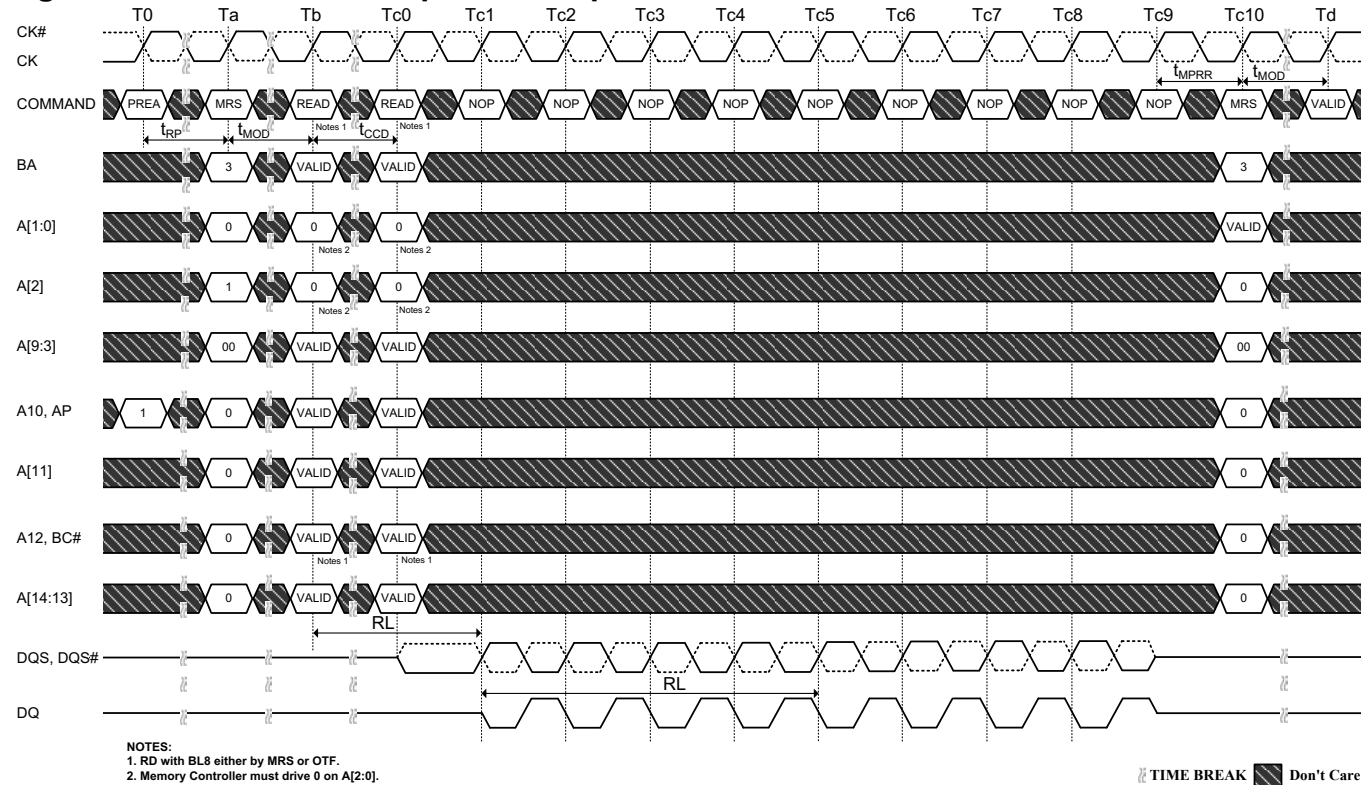 T0 Ta Tb Tc0 Tc1 Tc2 Tc3 Tc4 Tc5 Tc6 Tc7 Tc8 Tc9 Tc10 Td
CK#
CK
tMPRR tMOD
COMMAND PREA MRS READ READ NOP NOP NOP NOP NOP NOP NOP NOP NOP MRS VALID
Notes 1 Notes 1
tRP tMOD tCCD
BA 3 VALID VALID 3
A[1:0] 0 0 0 VALID
Notes 2 Notes 2
A[2] 1 0 0 0
Notes 2 Notes 2
A[9:3] 00 VALID VALID 00
A10, AP 1 0 VALID VALID 0
A[11] 0 VALID VALID 0
A12, BC# 0 VALID VALID 0
Notes 1 Notes 1
A[14:13] 0 VALID VALID 0
RL
DQS, DQS#
RL
DQ
NOTES:
1. RD with BL8 either by MRS or OTF.
2. Memory Controller must drive 0 on A[2:0].
TIME BREAK Don't Care